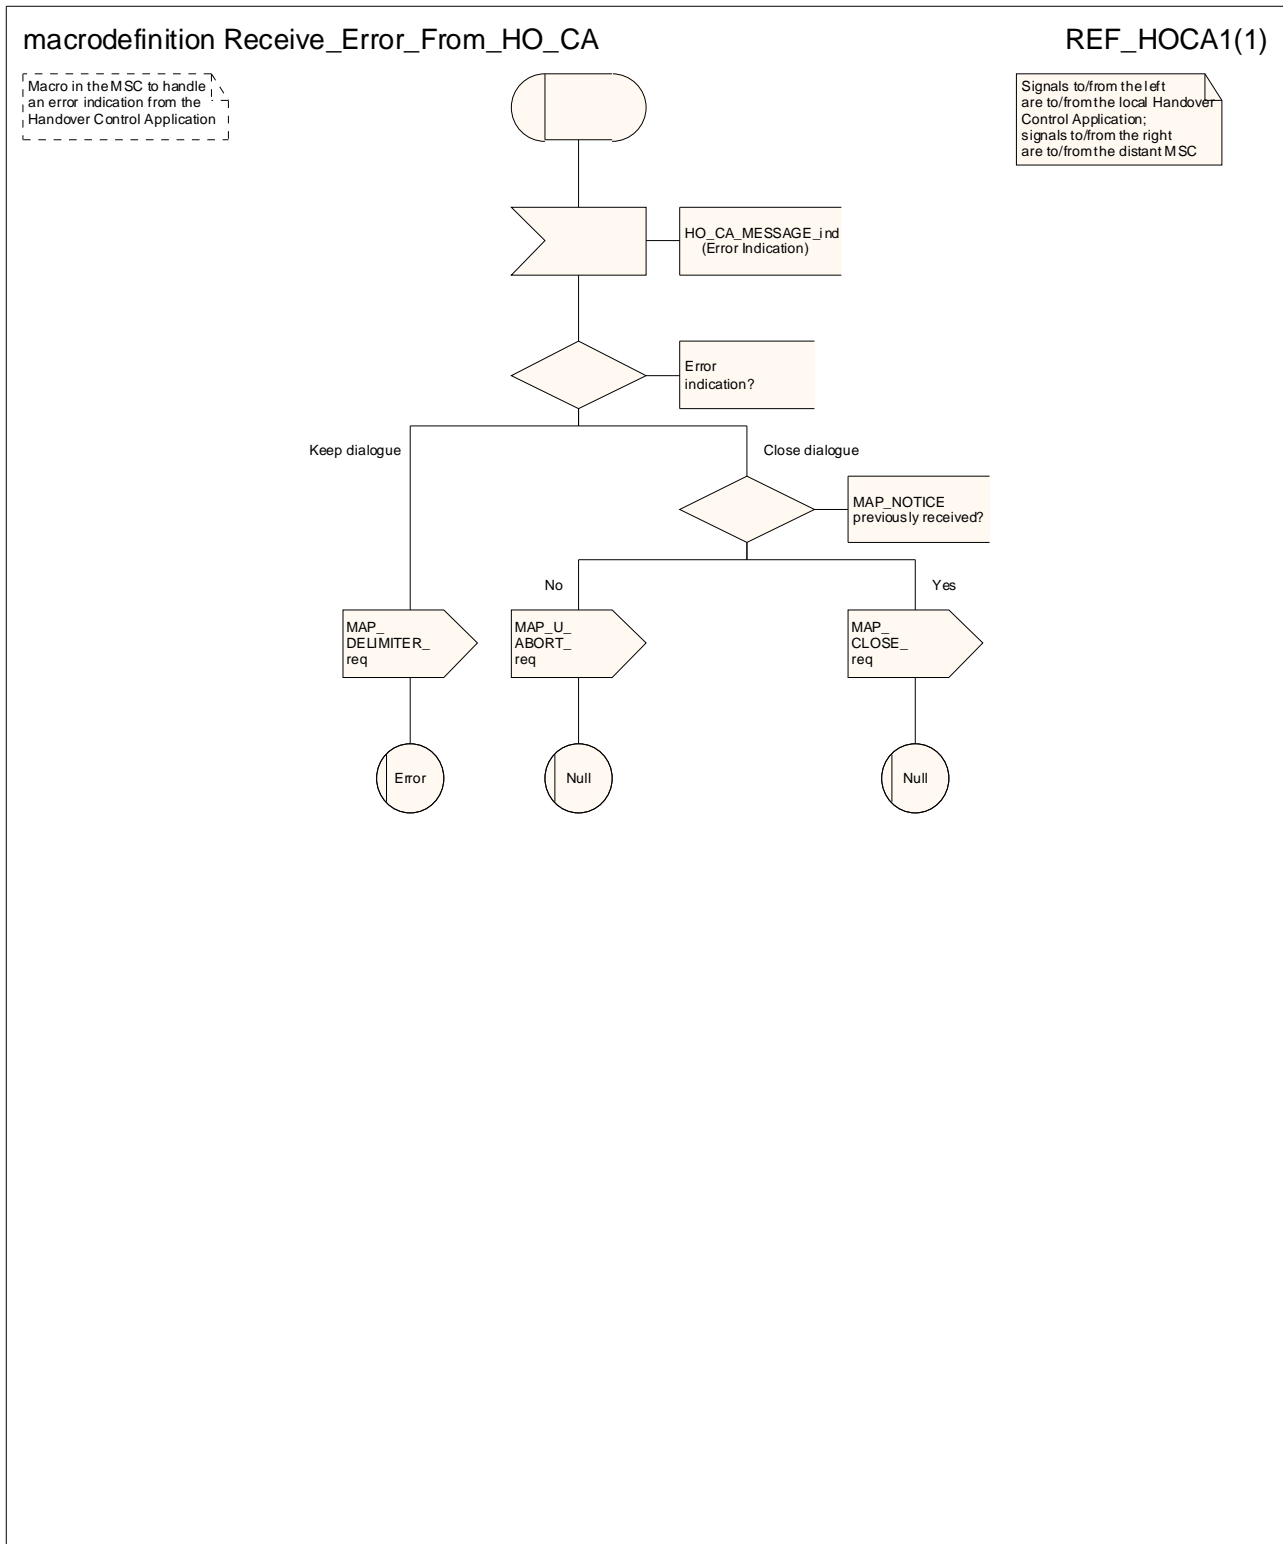 macrodefinition Receive_Error_From_HO_CA
REF_HOCA1(1)
Macro in the MSC to handle
an error indication from the
Handover Control Application
Signals to/from the left
are to/from the local Handover
Control Application;
signals to/from the right
are to/from the distant MSC
HO_CA_MESSAGE_ind
(Error Indication)
Error
indication?
Keep dialogue
Close dialogue
MAP_NOTICE
previously received?
No
Yes
MAP_
DELIMITER_
req
MAP_U_
ABORT_
req
MAP_
CLOSE_
req
Error
Null
Null